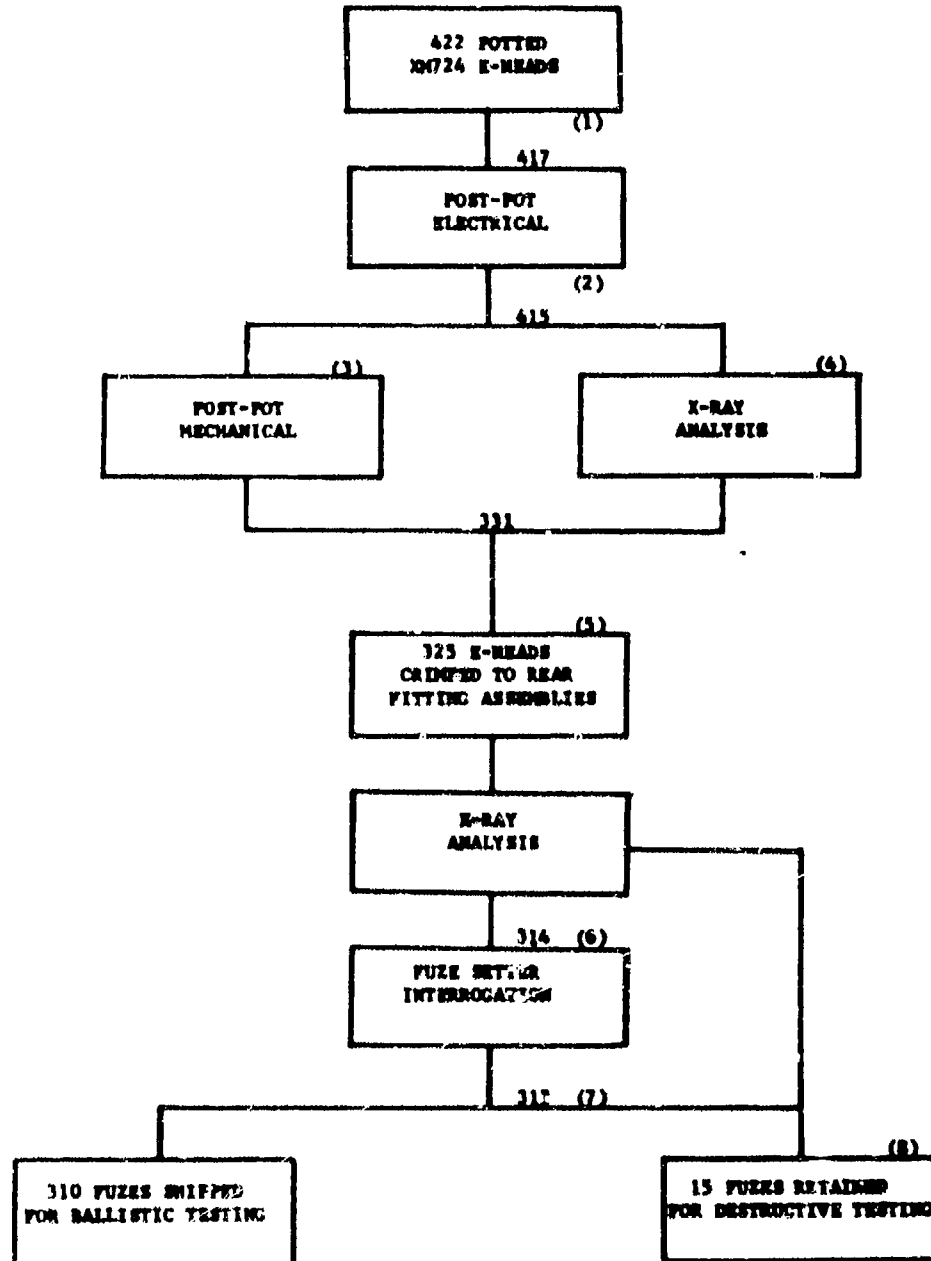 422 POTTED
XM724 E-HEADS
(1)
417
POST-POT
ELECTRICAL
(2)
415
(3)
(4)
POST-POT
MECHANICAL
X-RAY
ANALYSIS
331
(5)
325 E-HEADS
CRIMPED TO REAR
FITTING ASSEMBLIES
X-RAY
ANALYSIS
314 (6)
FUZE SETTER
INTERROGATION
(7)
(8)
310 FUZES SHIPPED
FOR BALLISTIC TESTING
15 FUZES RETAINED
FOR DESTRUCTIVE TESTING